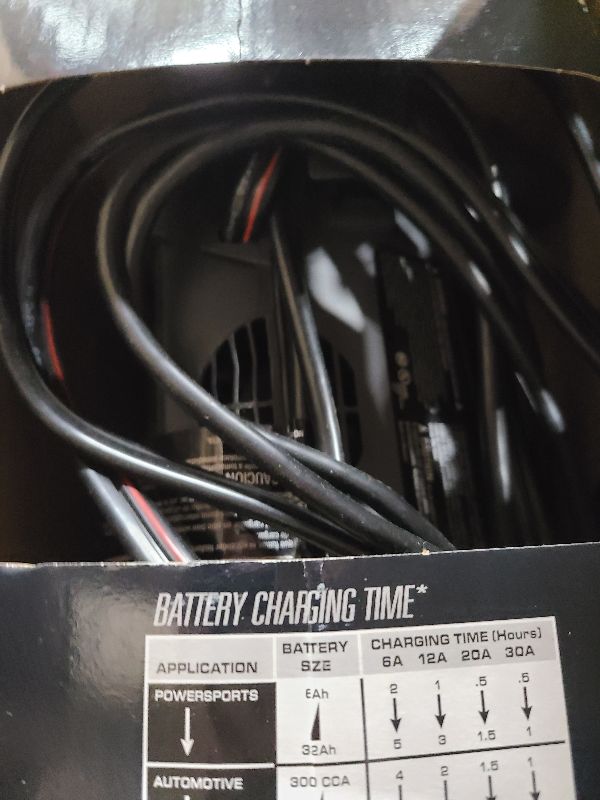 CAUCION
BATTERY CHARGING TIME*
APPLICATION BATTERY SIZE CHARGING TIME (Hours)
6A 12A 20A 30A
POWERSPORTS 6Ah 2 1 .5 .5
32Ah 5 3 1.5 1
AUTOMOTIVE 300 CCA 4 2 1.5 1